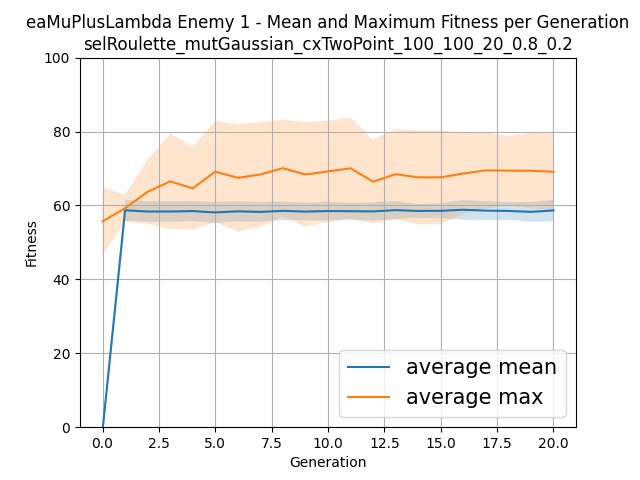 eaMuPlusLambda Enemy 1 - Mean and Maximum Fitness per Generation
selRoulette_mutGaussian_cxTwoPoint_100_100_20_0.8_0.2
100
80
60
40
20
0
Fitness
average mean
average max
0.0 2.5 5.0 7.5 10.0 12.5 15.0 17.5 20.0
Generation